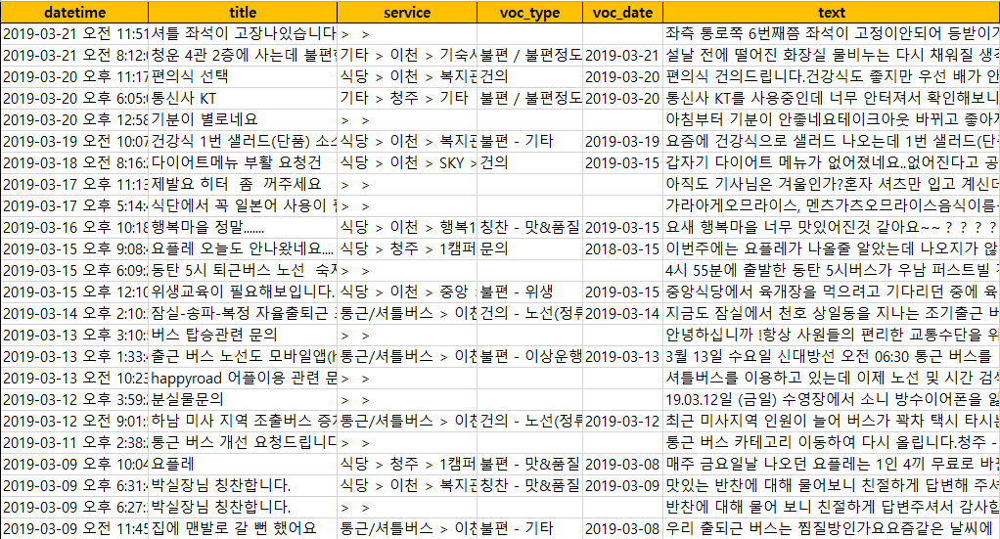 datetime title service voc_type voc_date text
2019-03-21 오전 11:51 셔틀 좌석이 고장나있습니다 > > 좌측 통로쪽 6번째쯤 좌석이 고정이안되어 등받이가
2019-03-21 오전 8:12:0 청운 4관 2층에 사는데 불편한 기타 > 이천 > 기숙사 불편 / 불편정도 2019-03-21 설날 전에 떨어진 화장실 물비누는 다시 채워질 생각
2019-03-20 오후 11:17 편의식 선택 식당 > 이천 > 복지관 건의 2019-03-20 편의식 건의드립니다.건강식도 좋지만 우선 배가 안
2019-03-20 오후 6:05:0 통신사 KT 기타 > 청주 > 기타 불편 / 불편정도 2019-03-20 통신사 KT를 사용중인데 너무 안터져서 확인해보니
2019-03-20 오후 12:58 기분이 별로네요 > > 아침부터 기분이 안좋네요테이크아웃 바뀌고 좋아지
2019-03-19 오전 10:07 건강식 1번 샐러드(단품) 소스 식당 > 이천 > 복지관 불편 - 기타 2019-03-19 요즘에 건강식으로 샐러드 나오는데 1번 샐러드(단품
2019-03-18 오전 8:16:2 다이어트메뉴 부활 요청건 식당 > 이천 > SKY > 건의 2019-03-15 갑자기 다이어트 메뉴가 없어졌네요..없어진다고 공
2019-03-17 오후 11:13 제발요 히터 좀 꺼주세요 > > 아직도 기사님은 겨울인가?혼자 셔츠만 입고 계신데
2019-03-17 오후 5:14:4 식단에서 꼭 일본어 사용이 필 > > 가라아게오므라이스, 멘츠가츠오므라이스음식이름
2019-03-16 오후 10:18 행복마을 정말....... 식당 > 이천 > 행복1 칭찬 - 맛&품질 2019-03-15 요새 행복마을 너무 맛있어진것 같아요~~ ? ? ? ?
2019-03-15 오후 9:08:4 요플레 오늘도 안나왔네요.... 식당 > 청주 > 1캠퍼 문의 2018-03-15 이번주에는 요플레가 나올줄 알았는데 나오지가 않
2019-03-15 오후 6:09:2 동탄 5시 퇴근버스 노선 숙지 > > 4시 55분에 출발한 동탄 5시버스가 우남 퍼스트빌
2019-03-15 오후 12:10 위생교육이 필요해보입니다. 식당 > 이천 > 중앙 불편 - 위생 2019-03-15 중앙식당에서 육개장을 먹으려고 기다리던 중에 육
2019-03-14 오후 2:10:2 잠실-송파-복정 자율출퇴근 통근/셔틀버스 > 이천 건의 - 노선(정류 2019-03-14 지금도 잠실에서 천호 상일동을 지나는 조기출근 버
2019-03-13 오후 3:10:5 버스 탑승관련 문의 > > 안녕하십니까 !항상 사원들의 편리한 교통수단을 위
2019-03-13 오후 1:33:4 출근 버스 노선도 모바일앱(h 통근/셔틀버스 > 이천 불편 - 이상운행 2019-03-13 3월 13일 수요일 신대방선 오전 06:30 통근 버스를
2019-03-13 오전 10:23 happyroad 어플이용 관련 문 > > 셔틀버스를 이용하고 있는데 이제 노선 및 시간 검색
2019-03-12 오후 3:59:2 분실물문의 > > 19.03.12일 (금일) 수영장에서 소니 방수이어폰을 잃
2019-03-12 오전 9:01:5 하남 미사 지역 조출버스 증차 통근/셔틀버스 > 이천 건의 - 노선(정류 2019-03-12 최근 미사지역 인원이 늘어 버스가 꽉차 택시 타시는
2019-03-11 오후 2:38:2 통근 버스 개선 요청드립니다 > > 통근 버스 카테고리 이동하여 다시 올립니다.청주 -
2019-03-09 오후 10:04 요플레 식당 > 청주 > 1캠퍼 불편 - 맛&품질 2019-03-08 매주 금요일날 나오던 요플레는 1인 4끼 무료로 바뀐
2019-03-09 오후 6:31:4 박실장님 칭찬합니다. 식당 > 이천 > 복지관 칭찬 - 맛&품질 2019-03-09 맛있는 반찬에 대해 물어보니 친절하게 답변해 주셔
2019-03-09 오후 6:27:1 박실장님 칭찬합니다. > > 반찬에 대해 물어 보니 친절하게 답변주셔서 감사합
2019-03-09 오전 11:45 집에 맨발로 갈 뻔 했어요 통근/셔틀버스 > 이천 불편 - 기타 2019-03-08 우리 출퇴근 버스는 찜질방인가요요즘같은 날씨에